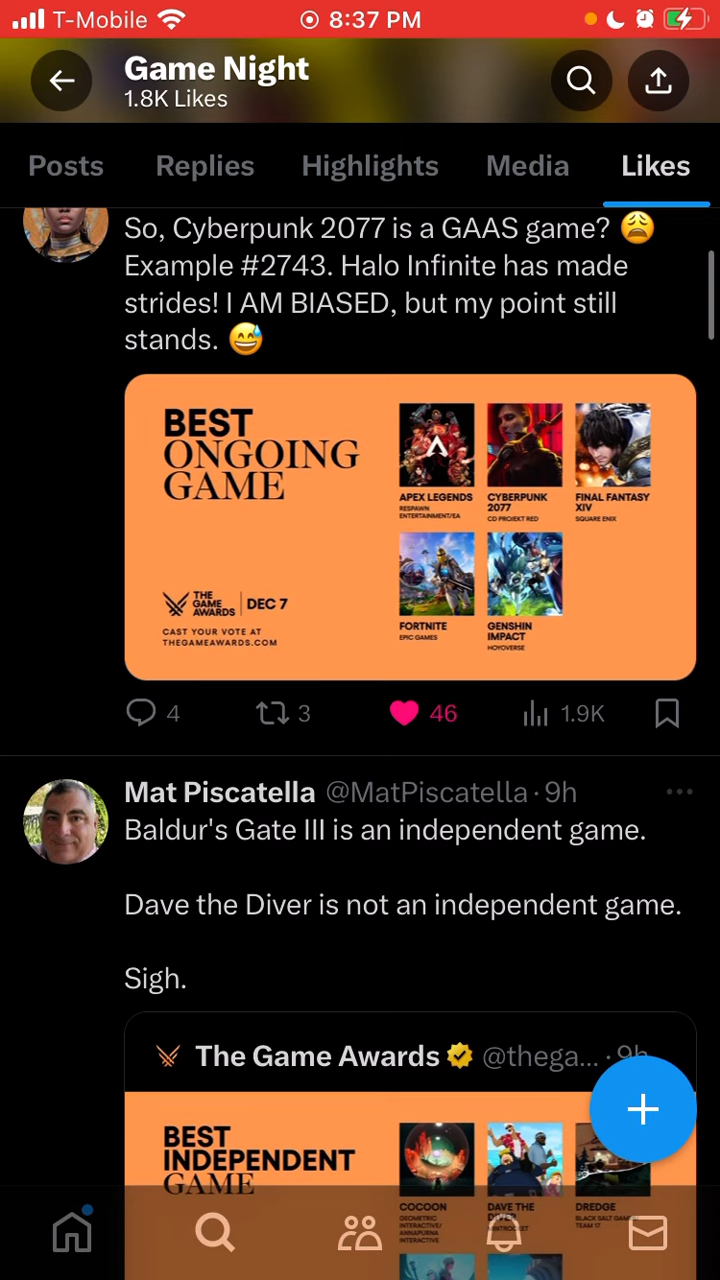 T-Mobile 8:37 PM
Game Night
1.8K Likes
Posts Replies Highlights Media Likes
So, Cyberpunk 2077 is a GAAS game? 😩
Example #2743. Halo Infinite has made
strides! I AM BIASED, but my point still
stands. 😅
BEST
ONGOING
GAME
THE
GAME
AWARDS
DEC 7
CAST YOUR VOTE AT
THEGAMEAWARDS.COM
APEX LEGENDS
RESPAWN
ENTERTAINMENT/EA
CYBERPUNK
2077
CD PROJEKT RED
FINAL FANTASY
XIV
SQUARE ENIX
FORTNITE
EPIC GAMES
GENSHIN
IMPACT
HOYOVERSE
4 3 46 1.9K
Mat Piscatella @MatPiscatella · 9h
Baldur's Gate III is an independent game.
Dave the Diver is not an independent game.
Sigh.
The Game Awards @thega... · 9h
BEST
INDEPENDENT
GAME
COCOON
GEOMETRIC
INTERACTIVE/
ANNAPURNA
INTERACTIVE
DAVE THE
DIVER
DREDGE
BLACK SALT GAMES/
TEAM 17